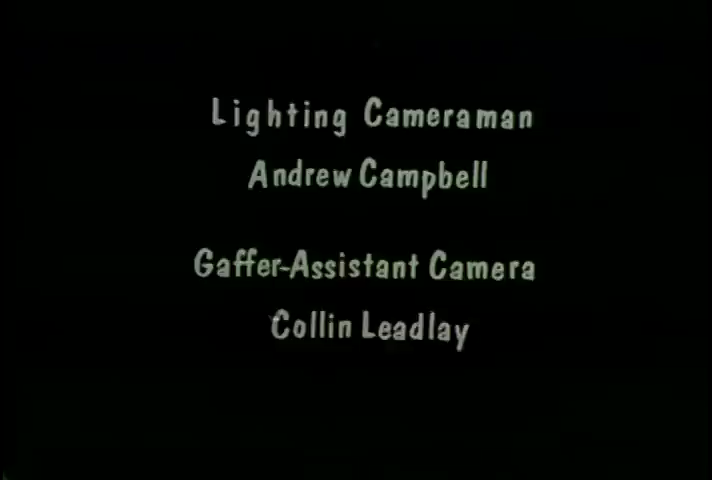 Lighting Cameraman
Andrew Campbell
Gaffer-Assistant Camera
Collin Leadlay